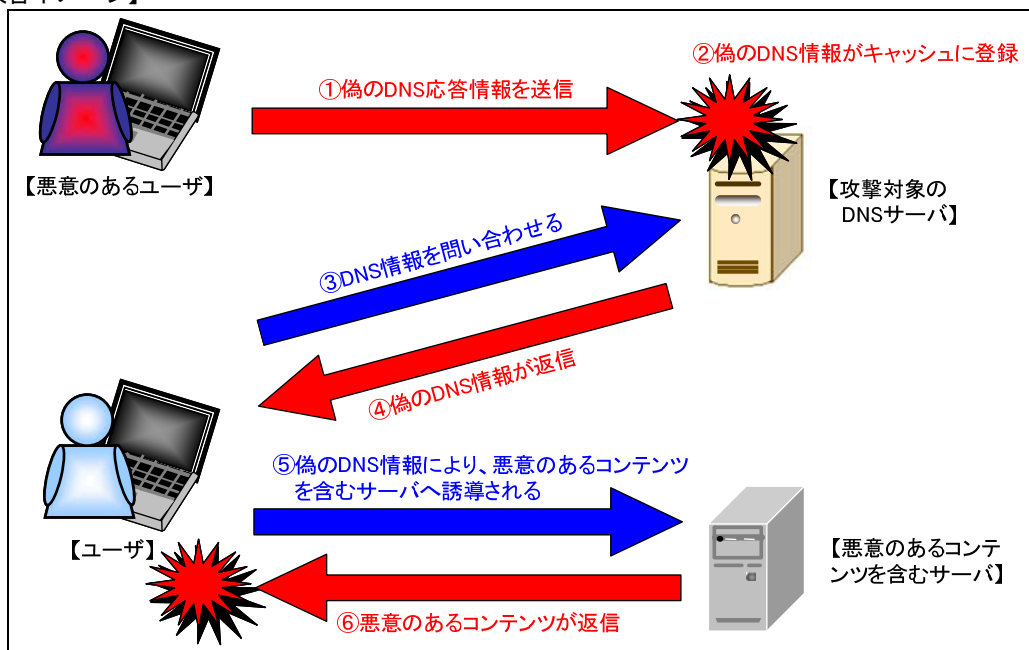 ②偽のDNS情報がキャッシュに登録
①偽のDNS応答情報を送信
【悪意のあるユーザ】
【攻撃対象の
DNSサーバ】
③DNS情報を問い合わせる
④偽のDNS情報が返信
⑤偽のDNS情報により、悪意のあるコンテンツ
を含むサーバへ誘導される
【ユーザ】
【悪意のあるコンテ
ンツを含むサーバ】
⑥悪意のあるコンテンツが返信